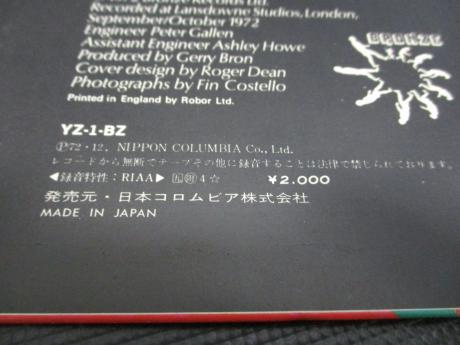 Bronze Records Ltd.
Recorded at Lansdowne Studios, London,
September/October 1972
Engineer Peter Gallen
Assistant Engineer Ashley Howe
Produced by Gerry Bron
Cover design by Roger Dean
Photographs by Fin Costello
Printed in England by Robor Ltd.
BRONZE
YZ-1-BZ
Ⓟ72・12, NIPPON COLUMBIA Co., Ltd.
レコードから無断でテープその他に録音することは法律で禁じられております。
◀録音特性:RIAA▶ 4☆ ¥2.000
発売元・日本コロムビア株式会社
MADE IN JAPAN